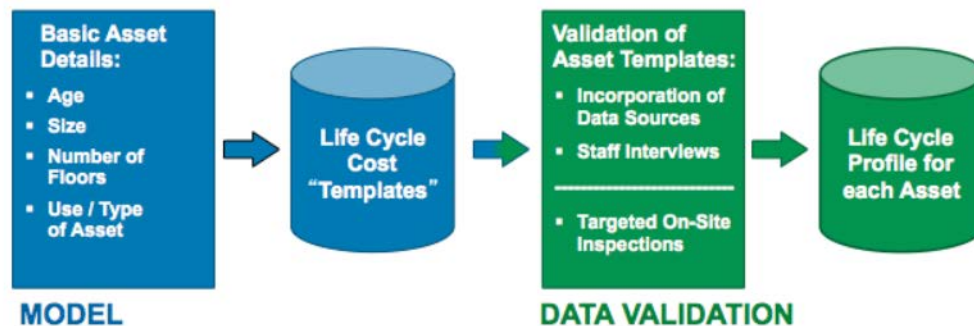 Basic Asset
Details:
▪ Age
▪ Size
▪ Number of
Floors
▪ Use / Type
of Asset
Life Cycle
Cost
“Templates”
Validation of
Asset Templates:
▪ Incorporation of
Data Sources
▪ Staff Interviews
▪ Targeted On-Site
Inspections
Life Cycle
Profile for
each Asset
MODEL
DATA VALIDATION